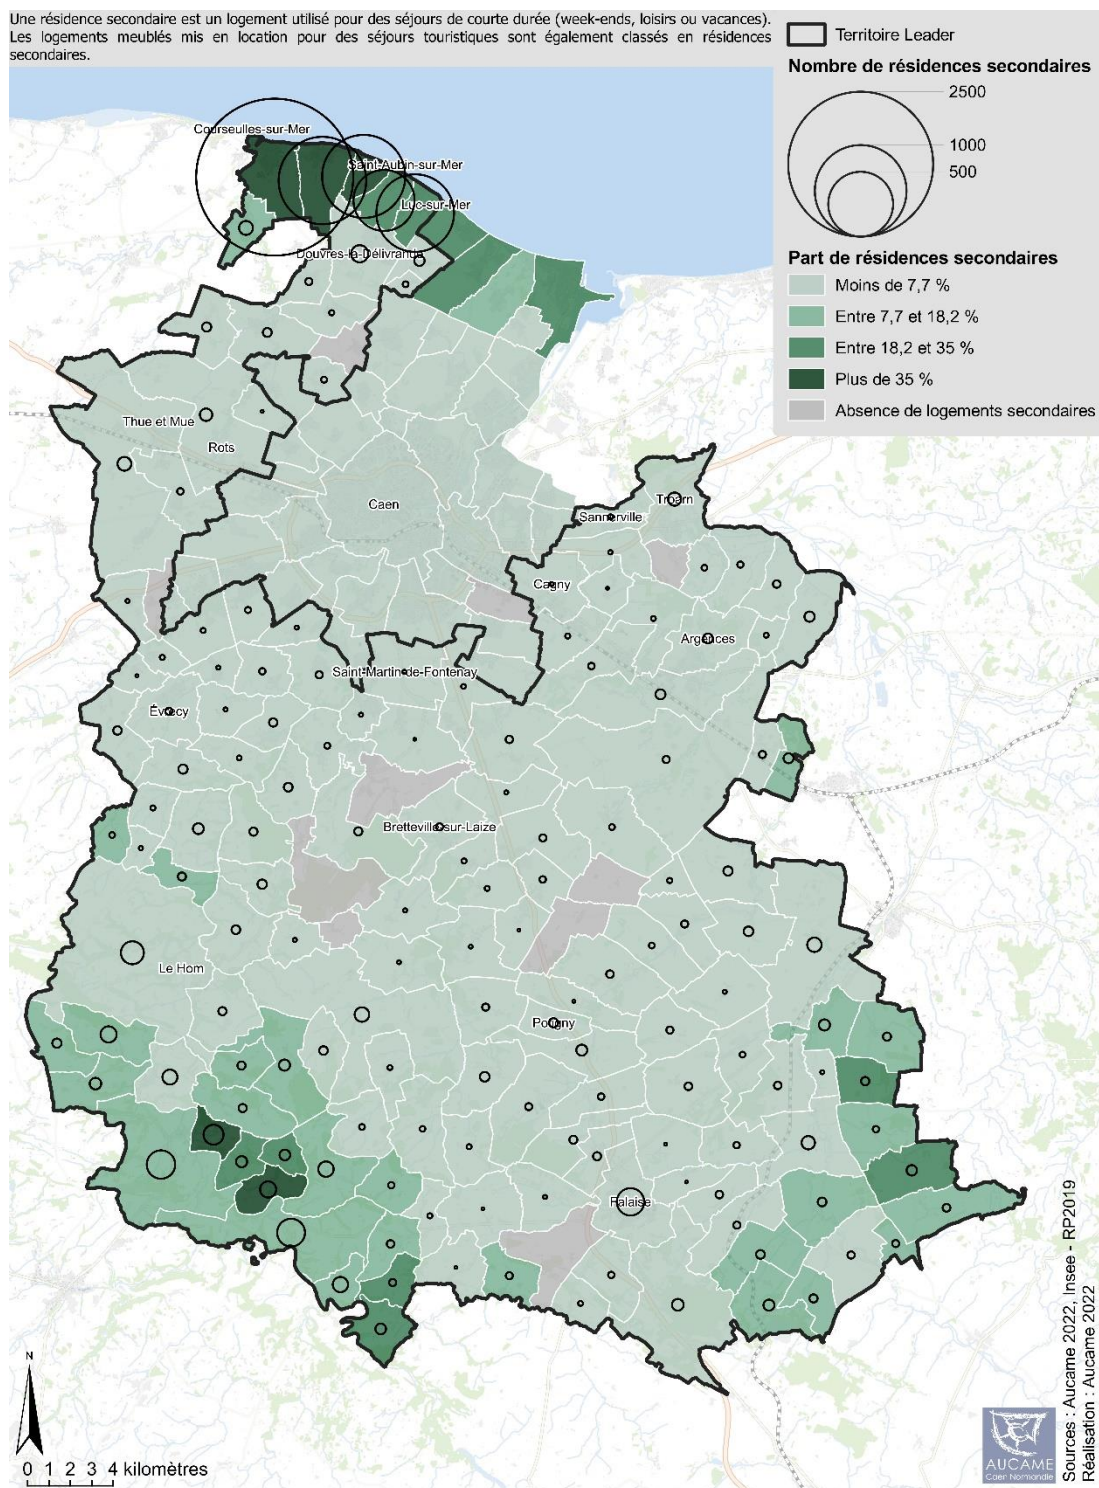 Une résidence secondaire est un logement utilisé pour des séjours de courte durée (week-ends, loisirs ou vacances).
Les logements meublés mis en location pour des séjours touristiques sont également classés en résidences
secondaires.
Territoire Leader
Nombre de résidences secondaires
2500
1000
500
Part de résidences secondaires
Moins de 7,7 %
Entre 7,7 et 18,2 %
Entre 18,2 et 35 %
Plus de 35 %
Absence de logements secondaires
Courseulles-sur-Mer
Saint-Aubin-sur-Mer
Luc-sur-Mer
Douvres-la-Délivrande
Thue et Mue
Rots
Caen
Troarn
Sannerville
Cagny
Argences
Saint-Martin-de-Fontenay
Évrecy
Bretteville-sur-Laize
Le Hom
Potigny
Falaise
N
0 1 2 3 4 kilomètres
AUCAME
Caen Normandie
Sources : Aucame 2022, Insee - RP2019
Réalisation : Aucame 2022